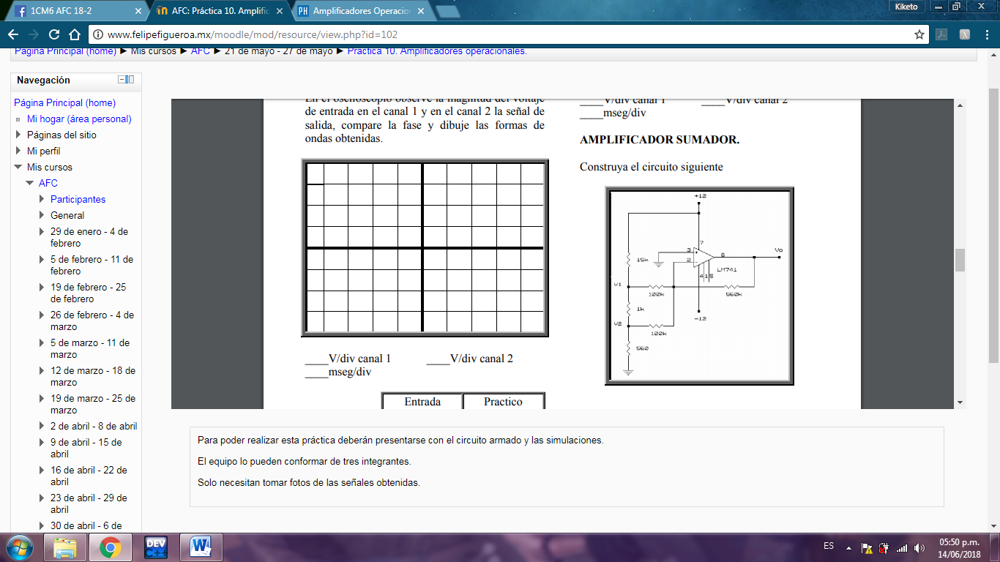 1CM6 AFC 18-2
AFC: Práctica 10. Amplific
Amplificadores Operacion
Kiketo
www.felipefigueroa.mx/moodle/mod/resource/view.php?id=102
Página Principal (home) ► Mis cursos ► AFC ► 21 de mayo - 27 de mayo ► Práctica 10. Amplificadores operacionales.
Navegación
Página Principal (home)
Mi hogar (área personal)
Páginas del sitio
Mi perfil
Mis cursos
AFC
Participantes
General
29 de enero - 4 de
febrero
5 de febrero - 11 de
febrero
19 de febrero - 25
de febrero
26 de febrero - 4 de
marzo
5 de marzo - 11 de
marzo
12 de marzo - 18 de
marzo
19 de marzo - 25 de
marzo
2 de abril - 8 de abril
9 de abril - 15 de
abril
16 de abril - 22 de
abril
23 de abril - 29 de
abril
30 de abril - 6 de
En el osciloscopio observe la magnitud del voltaje
de entrada en el canal 1 y en el canal 2 la señal de
salida, compare la fase y dibuje las formas de
ondas obtenidas.
____V/div canal 1 ____V/div canal 2
____mseg/div
Entrada Practico
____V/div canal 1 ____V/div canal 2
____mseg/div
AMPLIFICADOR SUMADOR.
Construya el circuito siguiente
+12
7
3
+
6
Vo
15k
2
-
LM741
4 1 5
V1
100k
560k
1k
-12
V2
100k
560
Para poder realizar esta práctica deberán presentarse con el circuito armado y las simulaciones.
El equipo lo pueden conformar de tres integrantes.
Solo necesitan tomar fotos de las señales obtenidas.
DEV
C++
W
ES
05:50 p.m.
14/06/2018